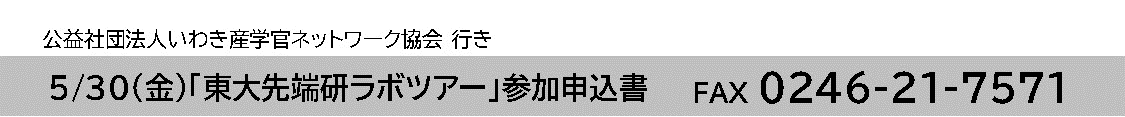 公益社団法人いわき産学官ネットワーク協会 行き
5/30(金)「東大先端研ラボツアー」参加申込書 FAX 0246-21-7571